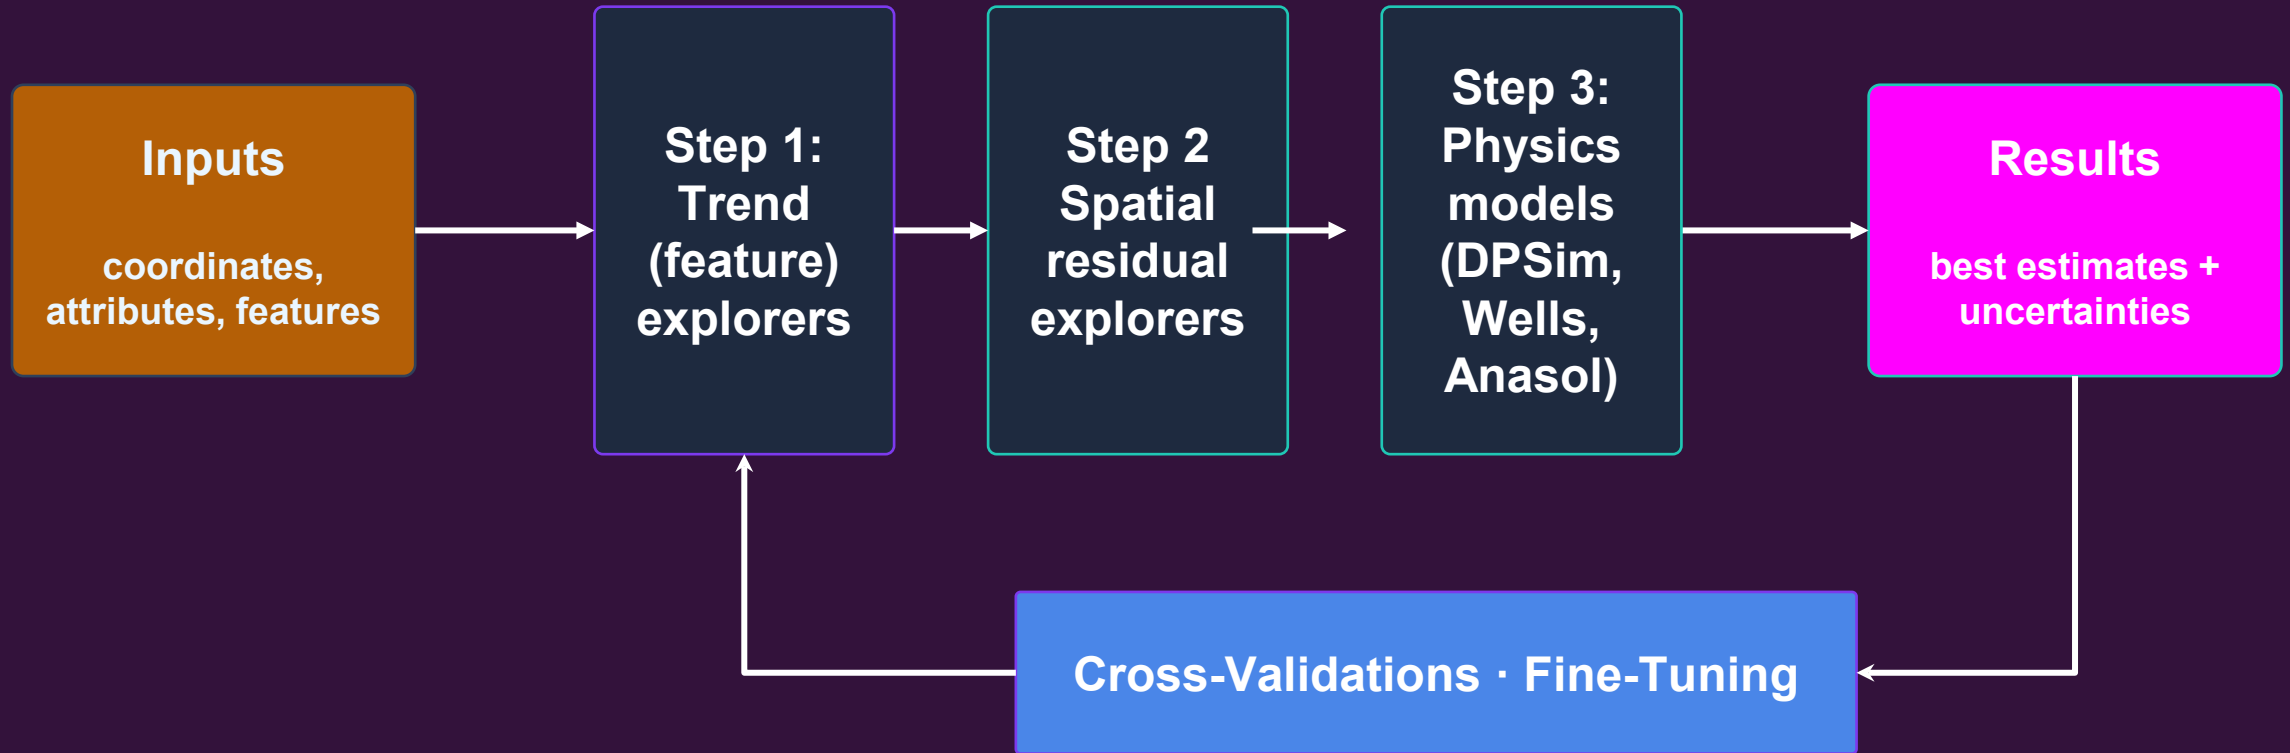 Inputs
coordinates,
attributes, features
Step 1:
Trend
(feature)
explorers
Step 2
Spatial
residual
explorers
Step 3:
Physics
models
(DPSim,
Wells,
Anasol)
Results
best estimates +
uncertainties
Cross-Validations · Fine-Tuning